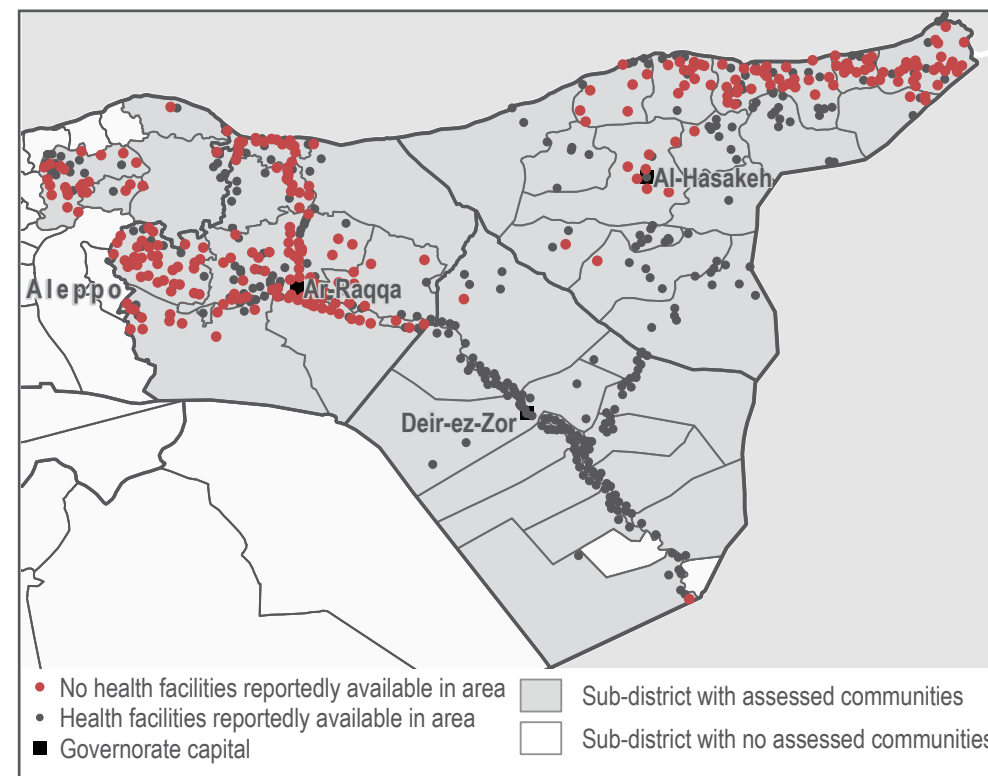 Al-Hasakeh
Aleppo
Ar-Raqqa
Deir-ez-Zor
No health facilities reportedly available in area
Health facilities reportedly available in area
Governorate capital
Sub-district with assessed communities
Sub-district with no assessed communities